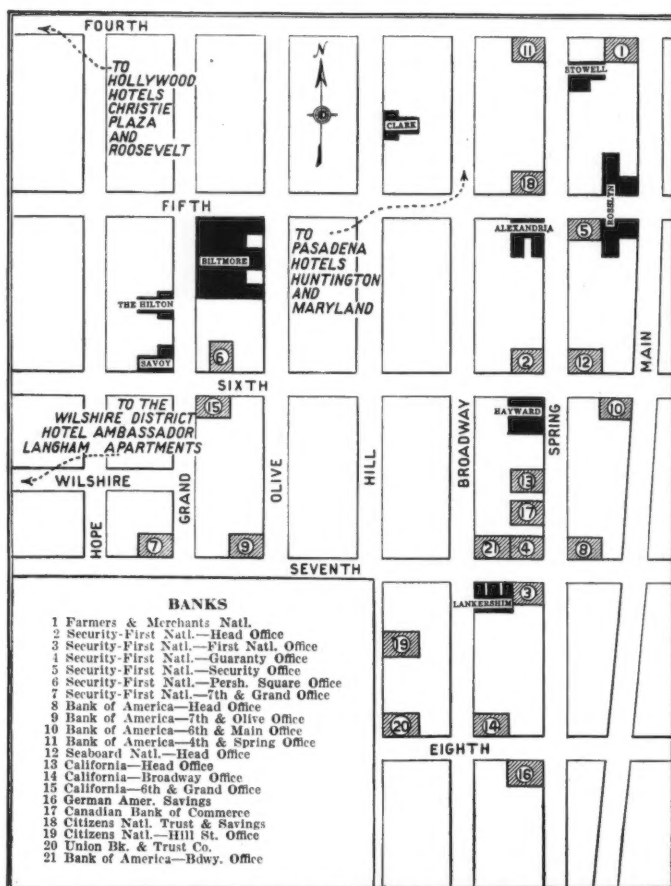 FOURTH
N
TO
HOLLYWOOD
HOTELS
CHRISTIE
PLAZA
AND
ROOSEVELT
11
1
STOWELL
CLARK
18
ROSSLYN
FIFTH
TO
PASADENA
HOTELS
HUNTINGTON
AND
MARYLAND
ALEXANDRIA
5
BILTMORE
THE HILTON
SAVOY
6
2
12
MAIN
SIXTH
15
TO THE
WILSHIRE DISTRICT
HOTEL AMBASSADOR
LANGHAM APARTMENTS
WILSHIRE
HAYWARD
10
HOPE
GRAND
OLIVE
HILL
BROADWAY
SPRING
13
17
7
9
21
4
8
SEVENTH
LANKERSHIM
3
19
20
14
EIGHTH
16
BANKS
1 Farmers & Merchants Natl.
2 Security-First Natl.—Head Office
3 Security-First Natl.—First Natl. Office
4 Security-First Natl.—Guaranty Office
5 Security-First Natl.—Security Office
6 Security-First Natl.—Persh. Square Office
7 Security-First Natl.—7th & Grand Office
8 Bank of America—Head Office
9 Bank of America—7th & Olive Office
10 Bank of America—6th & Main Office
11 Bank of America—4th & Spring Office
12 Seaboard Natl.—Head Office
13 California—Head Office
14 California—Broadway Office
15 California—6th & Grand Office
16 German Amer. Savings
17 Canadian Bank of Commerce
18 Citizens Natl. Trust & Savings
19 Citizens Natl.—Hill St. Office
20 Union Bk. & Trust Co.
21 Bank of America—Bdwy. Office